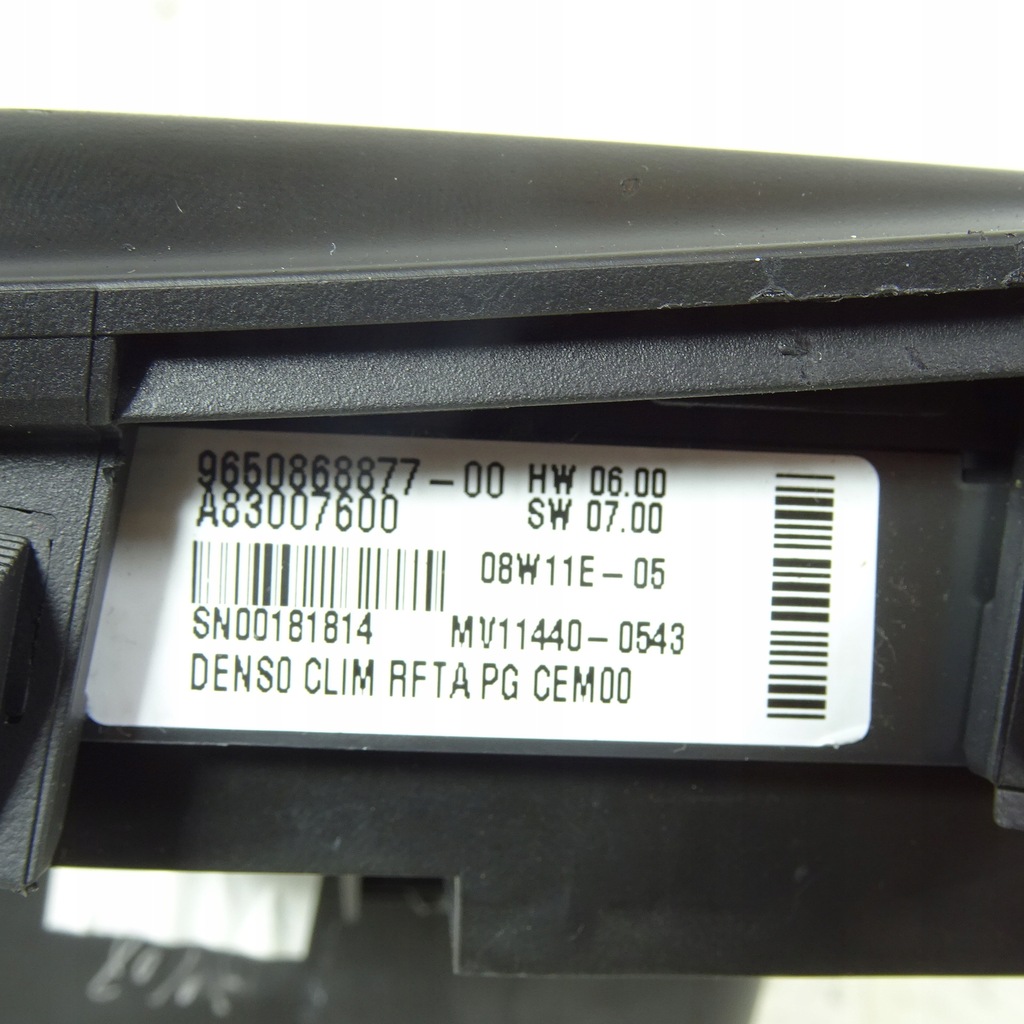 9650868877-00 HW 06.00
A83007600 SW 07.00
08W11E-05
SN00181814 MV11440-0543
DENSO CLIM RFTA PG CEM00